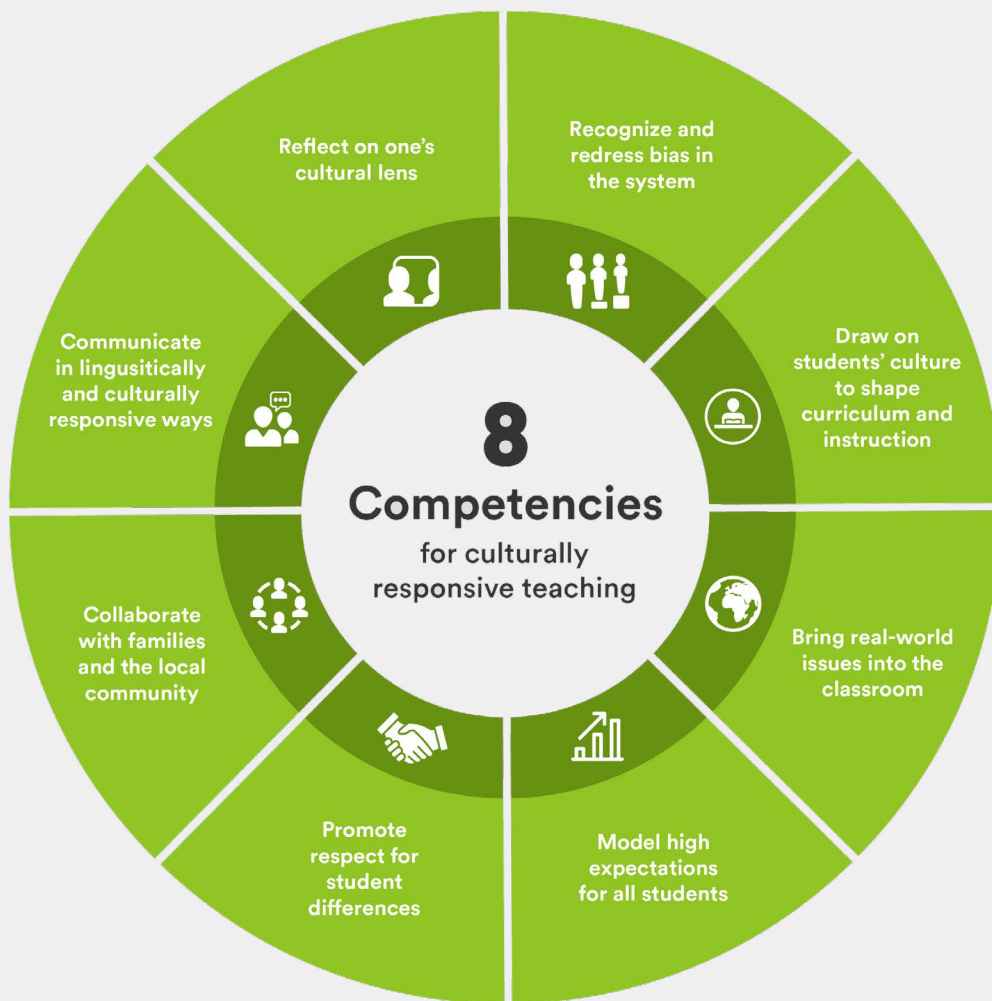 8
Competencies
for culturally
responsive teaching
Reflect on one's
cultural lens
Recognize and
redress bias in
the system
Draw on
students' culture
to shape
curriculum and
instruction
Bring real-world
issues into the
classroom
Model high
expectations
for all students
Promote
respect for
student
differences
Collaborate
with families
and the local
community
Communicate
in lingusitically
and culturally
responsive ways